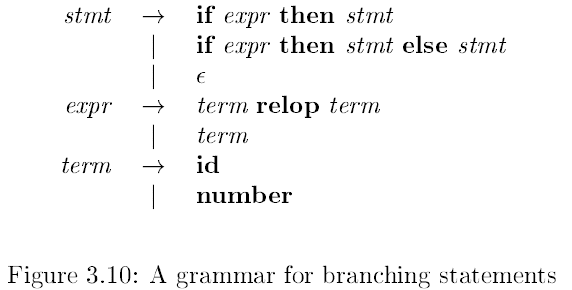 stmt → if expr then stmt
| if expr then stmt else stmt
| ϵ
expr → term relop term
| term
term → id
| number
Figure 3.10: A grammar for branching statements